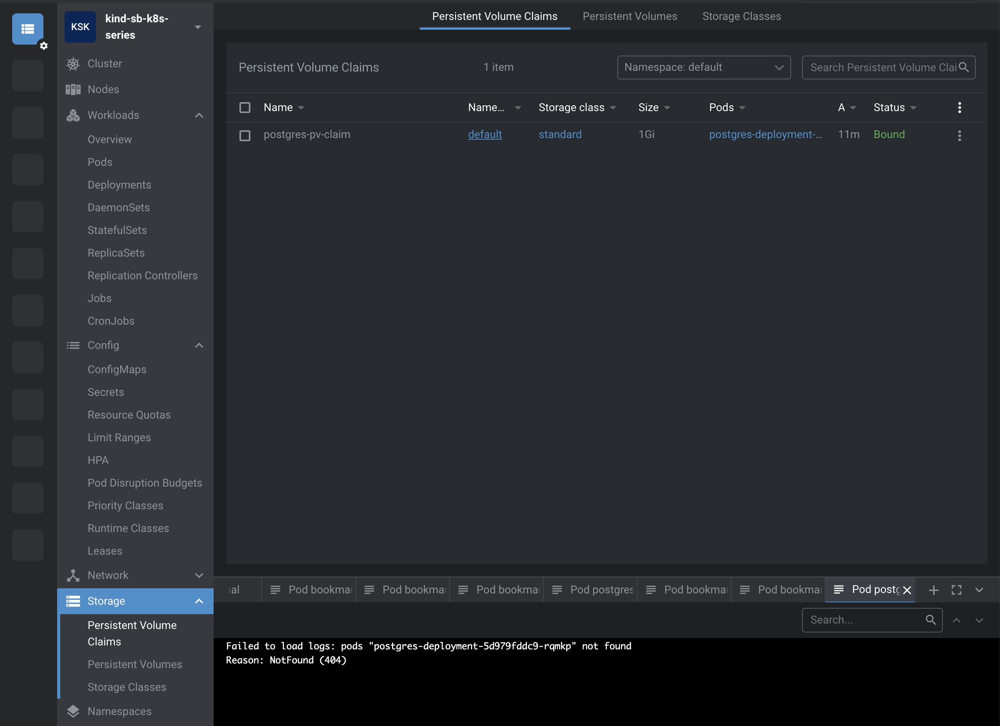 KSK
kind-sb-k8s-
series
Cluster
Nodes
Workloads
Overview
Pods
Deployments
DaemonSets
StatefulSets
ReplicaSets
Replication Controllers
Jobs
CronJobs
Config
ConfigMaps
Secrets
Resource Quotas
Limit Ranges
HPA
Pod Disruption Budgets
Priority Classes
Runtime Classes
Leases
Network
Storage
Persistent Volume
Claims
Persistent Volumes
Storage Classes
Namespaces
Persistent Volume Claims Persistent Volumes Storage Classes
Persistent Volume Claims 1 item Namespace: default Search Persistent Volume Clai
Name Name... Storage class Size Pods A Status
postgres-pv-claim default standard 1Gi postgres-deployment-... 11m Bound
al Pod bookmar Pod bookmar Pod bookmar Pod postgres Pod bookmar Pod bookmar Pod postg
Search...
Failed to load logs: pods "postgres-deployment-5d979fddc9-rqmkp" not found
Reason: NotFound (404)